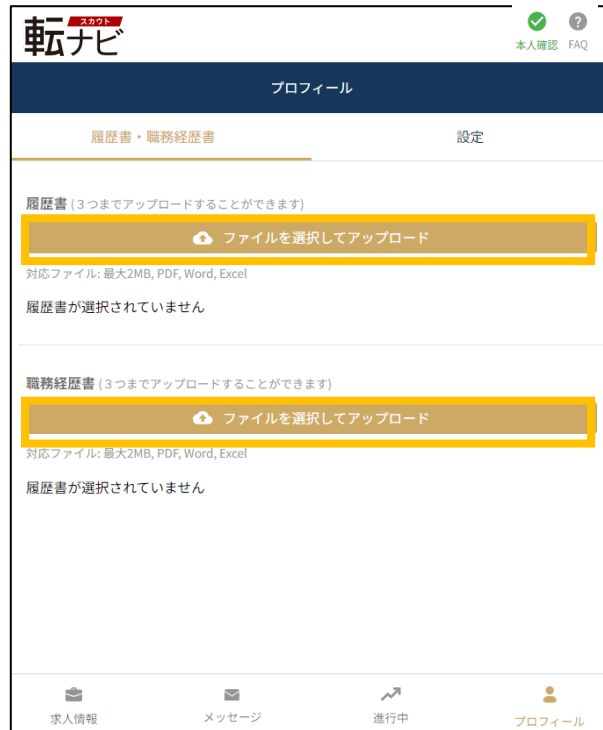 スカウト
転ナビ
本人確認 FAQ
プロフィール
履歴書・職務経歴書 設定
履歴書 (3つまでアップロードすることができます)
ファイルを選択してアップロード
対応ファイル: 最大2MB, PDF, Word, Excel
履歴書が選択されていません
職務経歴書 (3つまでアップロードすることができます)
ファイルを選択してアップロード
対応ファイル: 最大2MB, PDF, Word, Excel
履歴書が選択されていません
求人情報 メッセージ 進行中 プロフィール